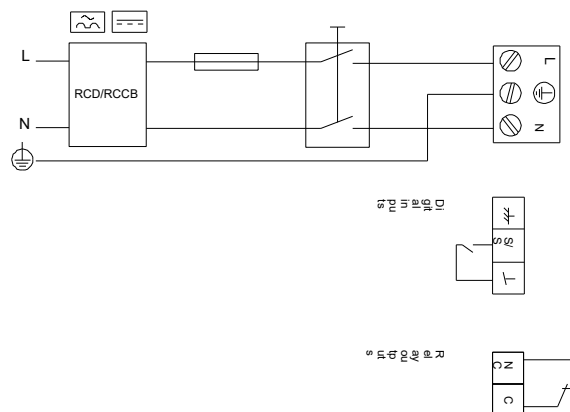 L
RCD/RCCB
N
L
N
Digital inputs
S/S
Relay outputs
NC
C